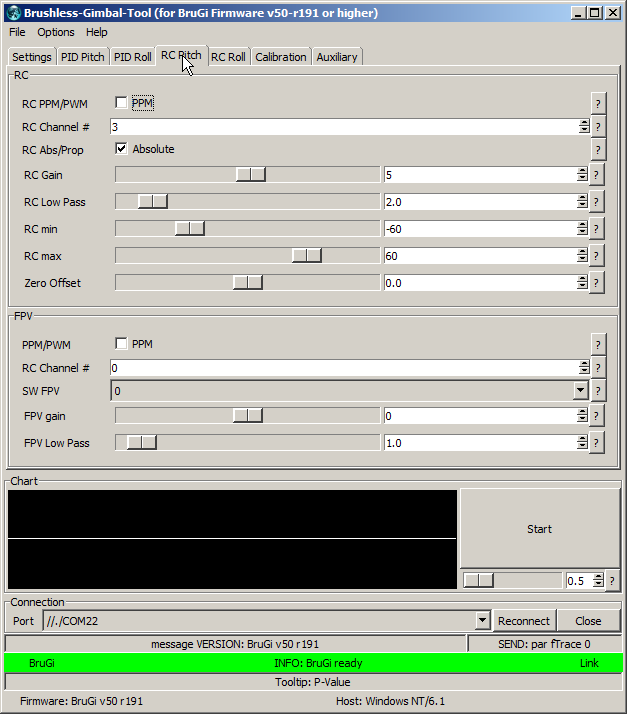 Brushless-Gimbal-Tool (for BruGi Firmware v50-r191 or higher)
File Options Help
Settings PID Pitch PID Roll RC Pitch RC Roll Calibration Auxiliary
RC
RC PPM/PWM PPM ?
RC Channel # 3 ?
RC Abs/Prop Absolute ?
RC Gain 5 ?
RC Low Pass 2.0 ?
RC min -60 ?
RC max 60 ?
Zero Offset 0.0 ?
FPV
PPM/PWM PPM ?
RC Channel # 0 ?
SW FPV 0 ?
FPV gain 0 ?
FPV Low Pass 1.0 ?
Chart
Start
0.5 ?
Connection
Port //./COM22 Reconnect Close
message VERSION: BruGi v50 r191 SEND: par fTrace 0
BruGi INFO: BruGi ready Link
Tooltip: P-Value
Firmware: BruGi v50 r191 Host: Windows NT/6.1